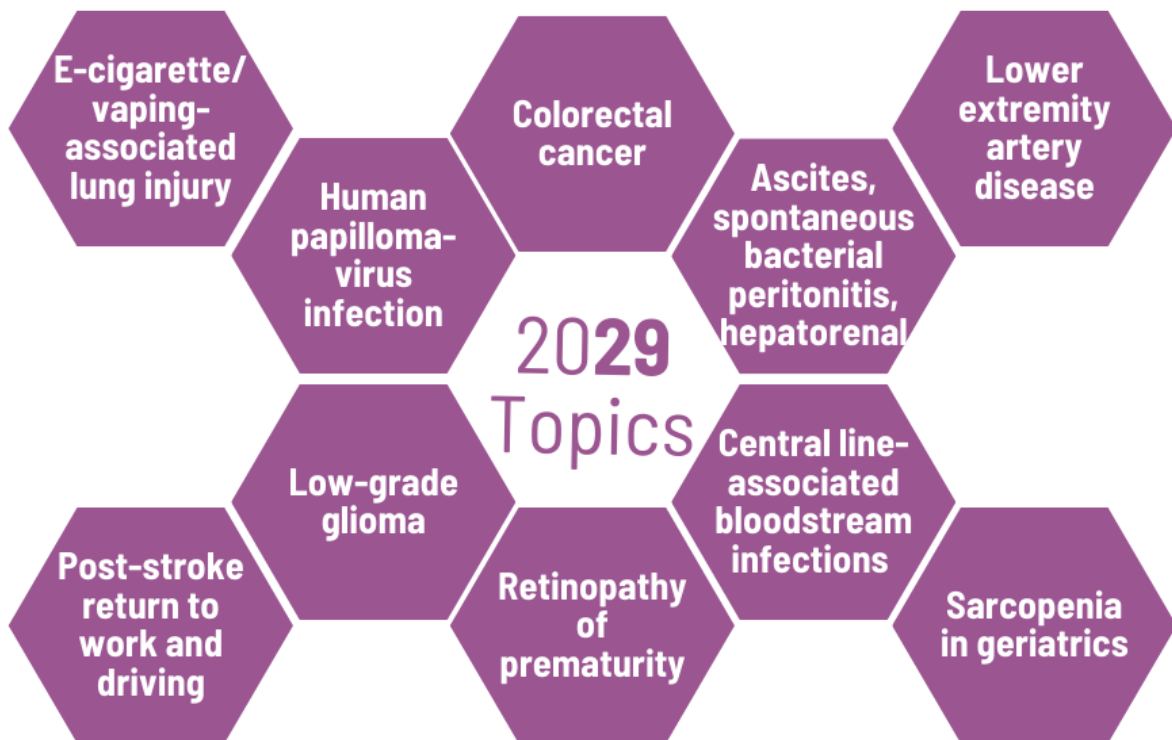 E-cigarette/
vaping-
associated
lung injury
Human
papilloma-
virus
infection
Colorectal
cancer
Ascites,
spontaneous
bacterial
peritonitis,
hepatorenal
Lower
extremity
artery
disease
2029
Topics
Post-stroke
return to
work and
driving
Low-grade
glioma
Retinopathy
of
prematurity
Central line-
associated
bloodstream
infections
Sarcopenia
in geriatrics